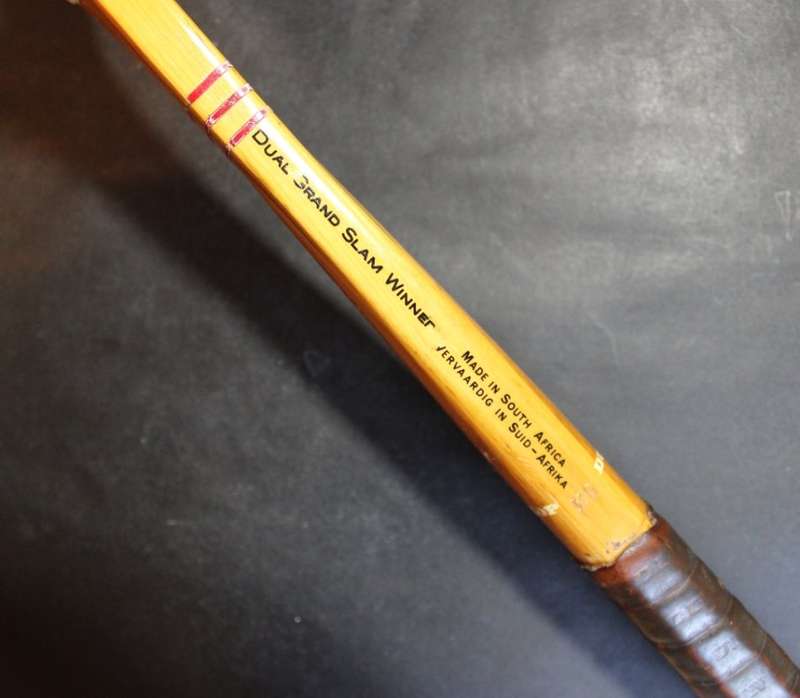 DUAL GRAND SLAM WINNER
MADE IN SOUTH AFRICA
VERVAARDIG IN SUID-AFRIKA